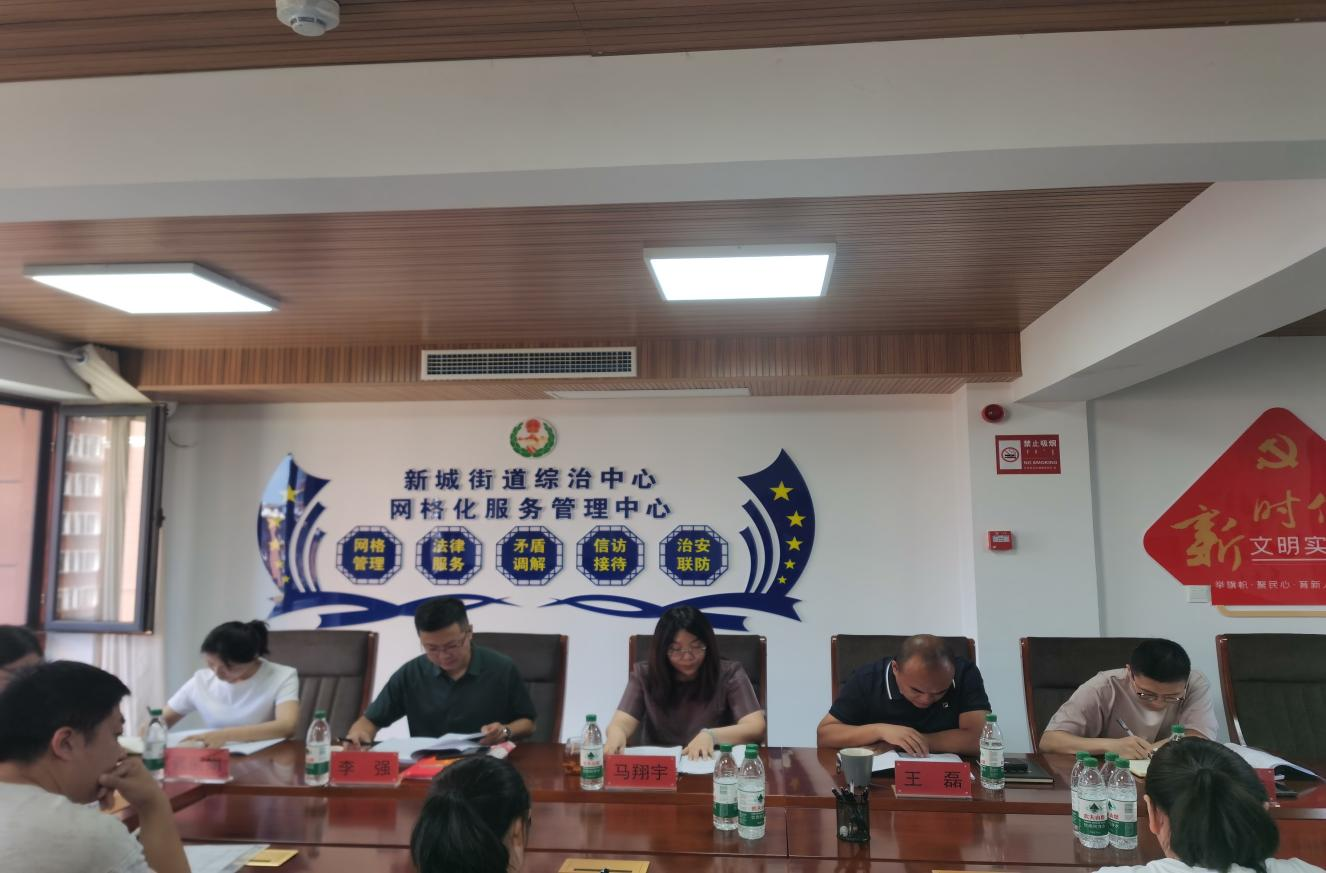 新城街道综治中心
网格化服务管理中心
网格
管理
法律
服务
矛盾
调解
信访
接待
治安
联防
禁止吸烟
NO SMOKING
新时
文明实
举旗帜·聚民心·育新
李 强
马翔宇
王 磊